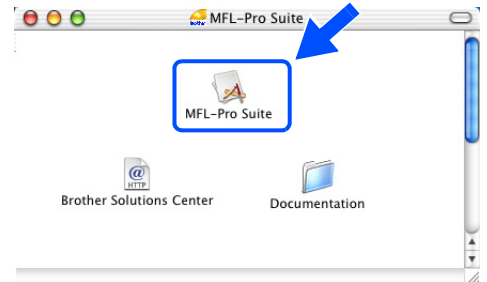 MFL-Pro Suite
MFL-Pro Suite
@
HTTP
Brother Solutions Center
Documentation